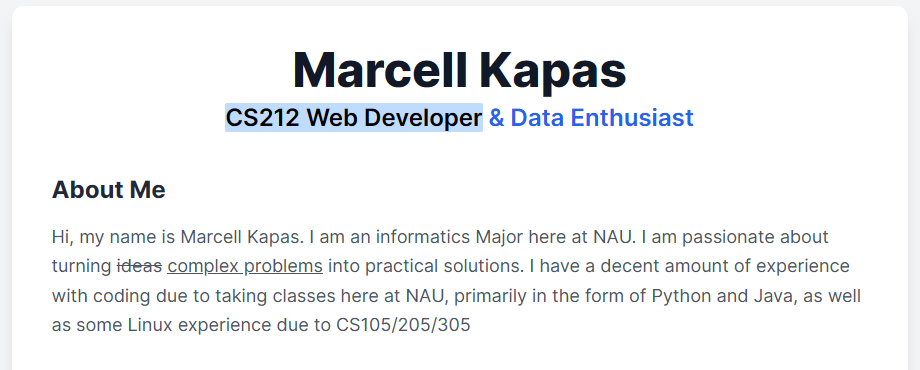 Marcell Kapas
CS212 Web Developer & Data Enthusiast
About Me
Hi, my name is Marcell Kapas. I am an informatics Major here at NAU. I am passionate about
turning ideas complex problems into practical solutions. I have a decent amount of experience
with coding due to taking classes here at NAU, primarily in the form of Python and Java, as well
as some Linux experience due to CS105/205/305